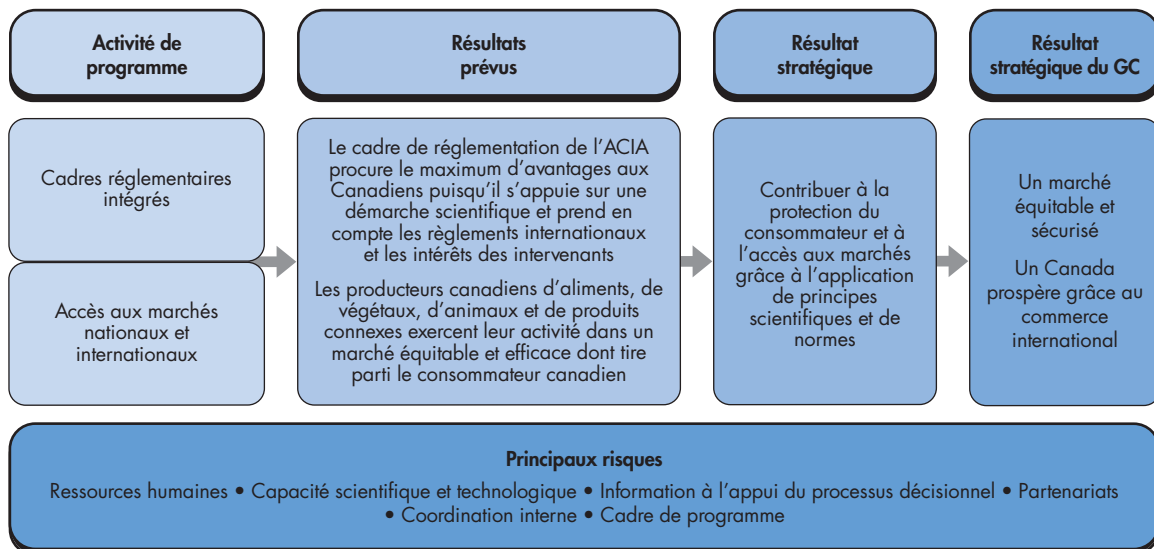 Activité de
programme
Résultats
prévus
Résultat
stratégique
Résultat
stratégique du GC
Cadres réglementaires
intégrés
Accès aux marchés
nationaux et
internationaux
Le cadre de réglementation de l'ACIA
procure le maximum d'avantages aux
Canadiens puisqu'il s'appuie sur une
démarche scientifique et prend en
compte les règlements internationaux
et les intérêts des intervenants
Les producteurs canadiens d'aliments, de
végétaux, d'animaux et de produits
connexes exercent leur activité dans un
marché équitable et efficace dont tire
parti le consommateur canadien
Contribuer à la
protection du
consommateur et à
l'accès aux marchés
grâce à l'application
de principes
scientifiques et de
normes
Un marché
équitable et
sécurisé
Un Canada
prospère grâce au
commerce
international
Principaux risques
Ressources humaines • Capacité scientifique et technologique • Information à l'appui du processus décisionnel • Partenariats
• Coordination interne • Cadre de programme